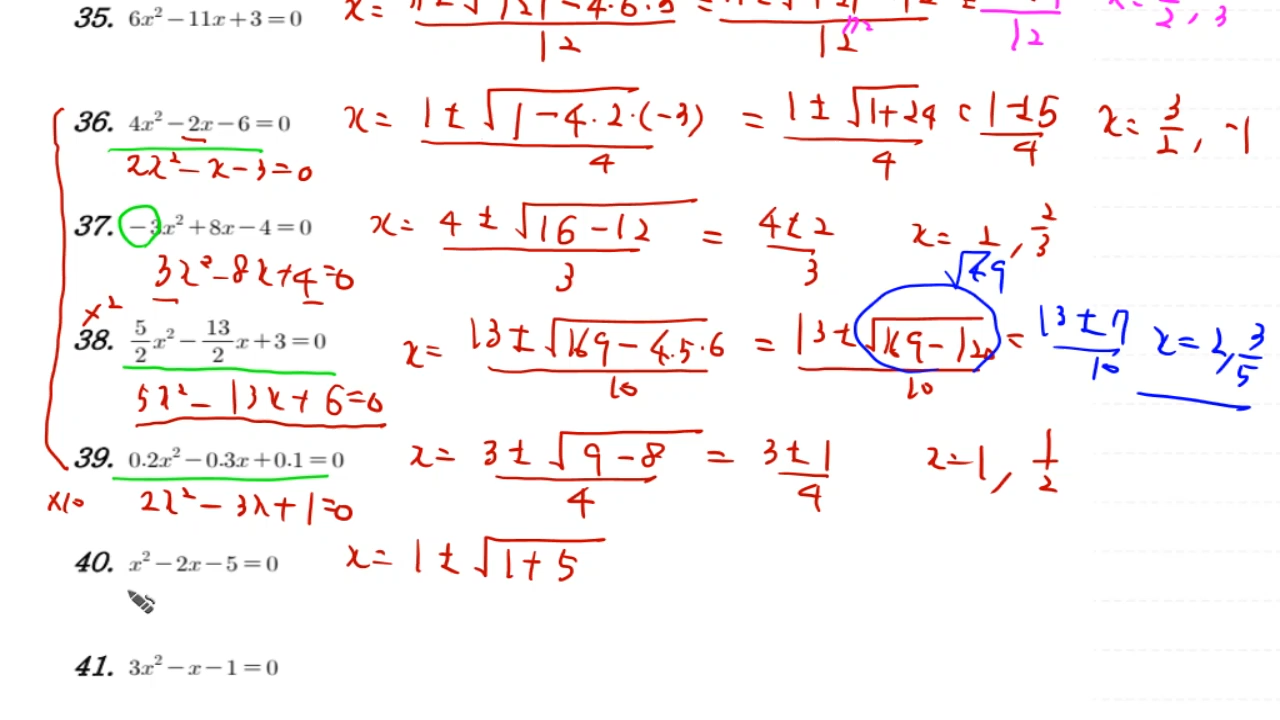 35. 6x² − 11x + 3 = 0
36. 4x² − 2x − 6 = 0 x = (1 ± √(1 − 4·2·(−3)))/4 = (1 ± √(1+24))/4 = (1 ± 5)/4 x = 3/2, −1
2x² − x − 3 = 0
37. −3x² + 8x − 4 = 0 x = (4 ± √(16 − 12))/3 = (4 ± 2)/3 x = 2, 2/3
3x² − 8x + 4 = 0 √49
×2
38. 5/2 x² − 13/2 x + 3 = 0 x = (13 ± √(169 − 4·5·6))/10 = (13 ± √(169 − 120))/10 = (13 ± 7)/10 x = 2, 3/5
5x² − 13x + 6 = 0
39. 0.2x² − 0.3x + 0.1 = 0 x = (3 ± √(9 − 8))/4 = (3 ± 1)/4 x = 1, 1/2
×10 2x² − 3x + 1 = 0
40. x² − 2x − 5 = 0 x = 1 ± √(1 + 5)
41. 3x² − x − 1 = 0